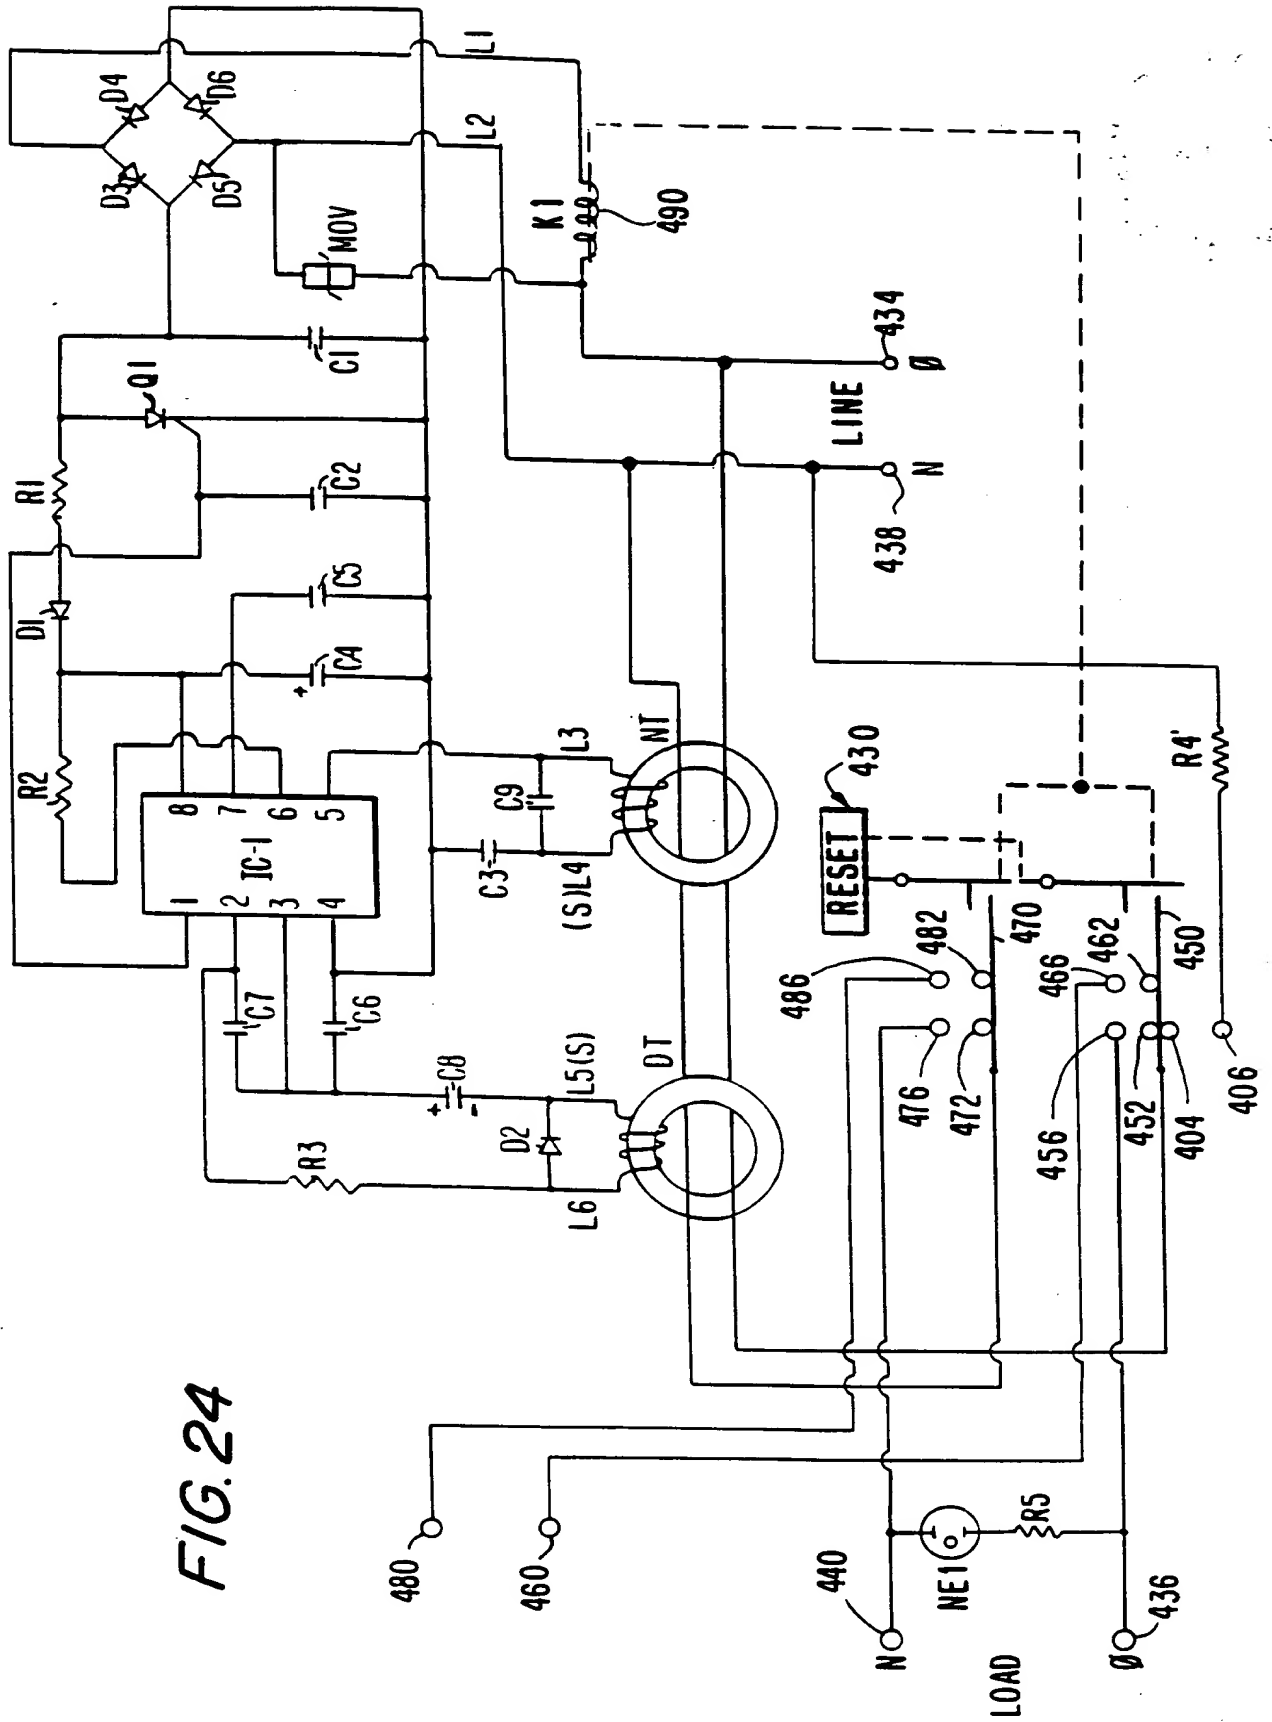 FIG. 24
L1
L2
D4
D6
D3
D5
MOV
K1
490
C1
Q1
R1
C2
D1
C5
C4
+
R2
IC-1
8
7
6
5
1
2
3
4
C7
C6
C3
C9
L3
(S)L4
NT
R3
C8
+
-
D2
L5(S)
L6
DT
434
Ø
LINE
N
438
RESET
430
R4'
470
482
486
476
472
462
466
450
456
452
404
406
480
460
440
N
NE1
R5
LOAD
Ø
436